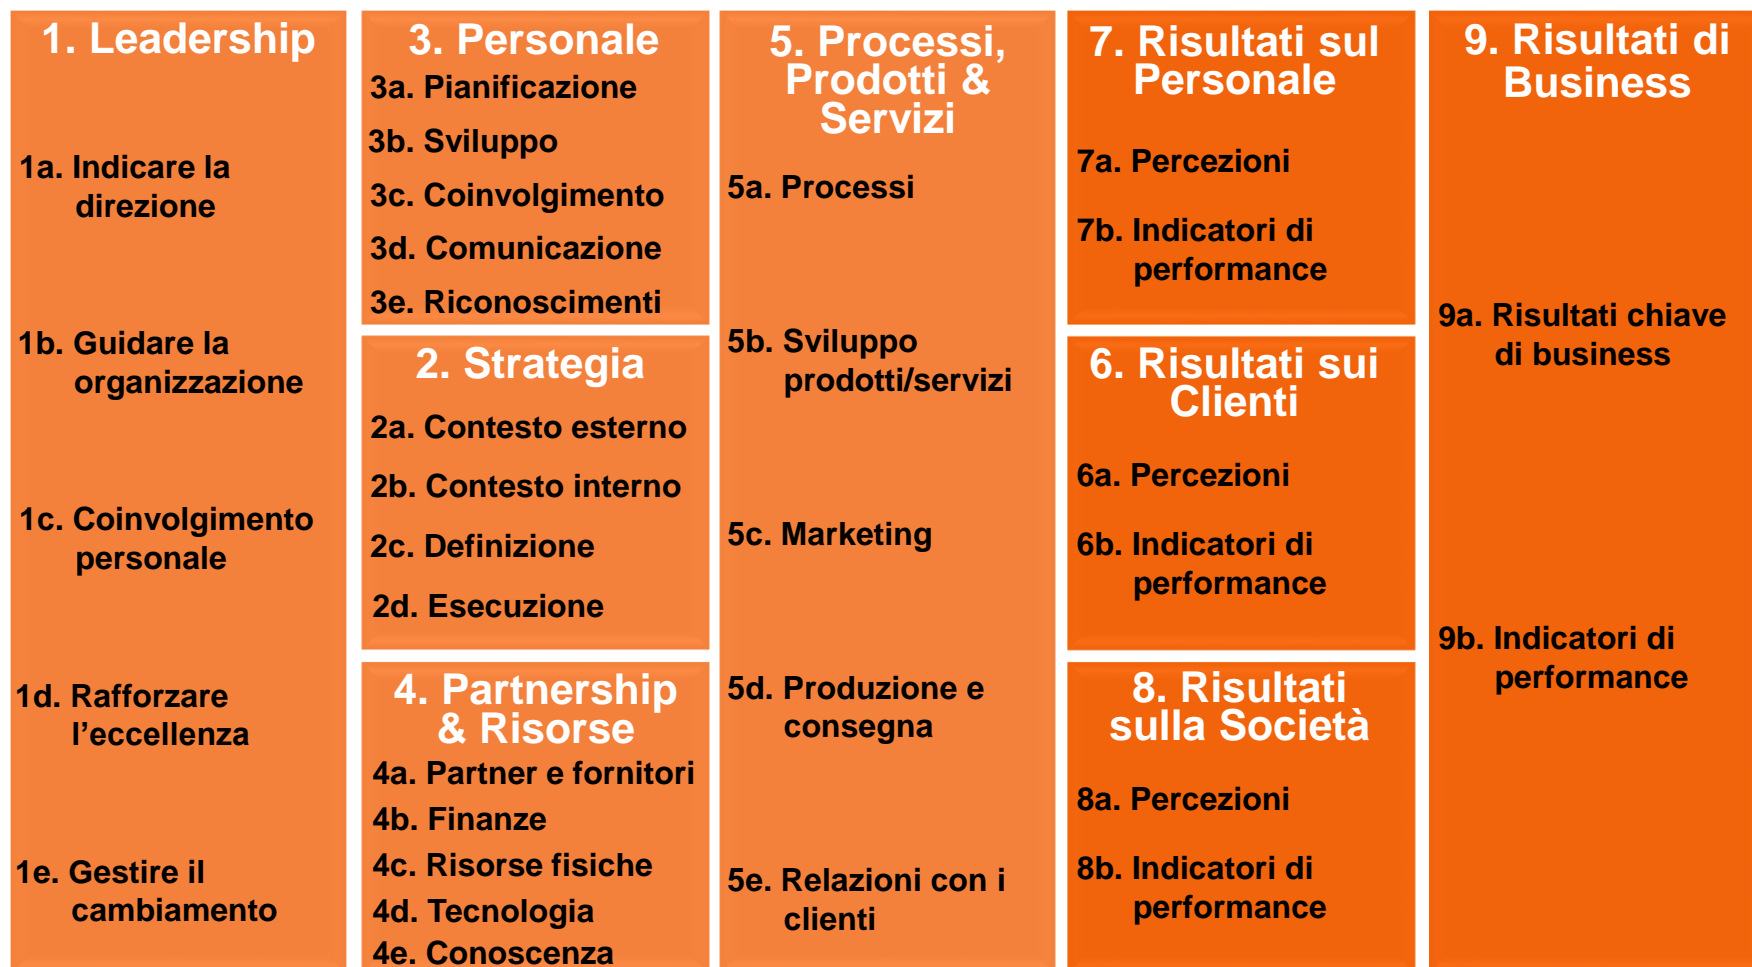 1. Leadership
1a. Indicare la
direzione
1b. Guidare la
organizzazione
1c. Coinvolgimento
personale
1d. Rafforzare
l’eccellenza
1e. Gestire il
cambiamento
3. Personale
3a. Pianificazione
3b. Sviluppo
3c. Coinvolgimento
3d. Comunicazione
3e. Riconoscimenti
2. Strategia
2a. Contesto esterno
2b. Contesto interno
2c. Definizione
2d. Esecuzione
4. Partnership
& Risorse
4a. Partner e fornitori
4b. Finanze
4c. Risorse fisiche
4d. Tecnologia
4e. Conoscenza
5. Processi,
Prodotti &
Servizi
5a. Processi
5b. Sviluppo
prodotti/servizi
5c. Marketing
5d. Produzione e
consegna
5e. Relazioni con i
clienti
7. Risultati sul
Personale
7a. Percezioni
7b. Indicatori di
performance
6. Risultati sui
Clienti
6a. Percezioni
6b. Indicatori di
performance
8. Risultati
sulla Società
8a. Percezioni
8b. Indicatori di
performance
9. Risultati di
Business
9a. Risultati chiave
di business
9b. Indicatori di
performance